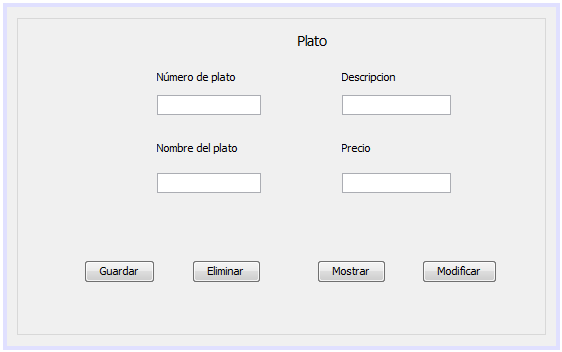 Plato
Número de plato
Descripcion
Nombre del plato
Precio
Guardar
Eliminar
Mostrar
Modificar